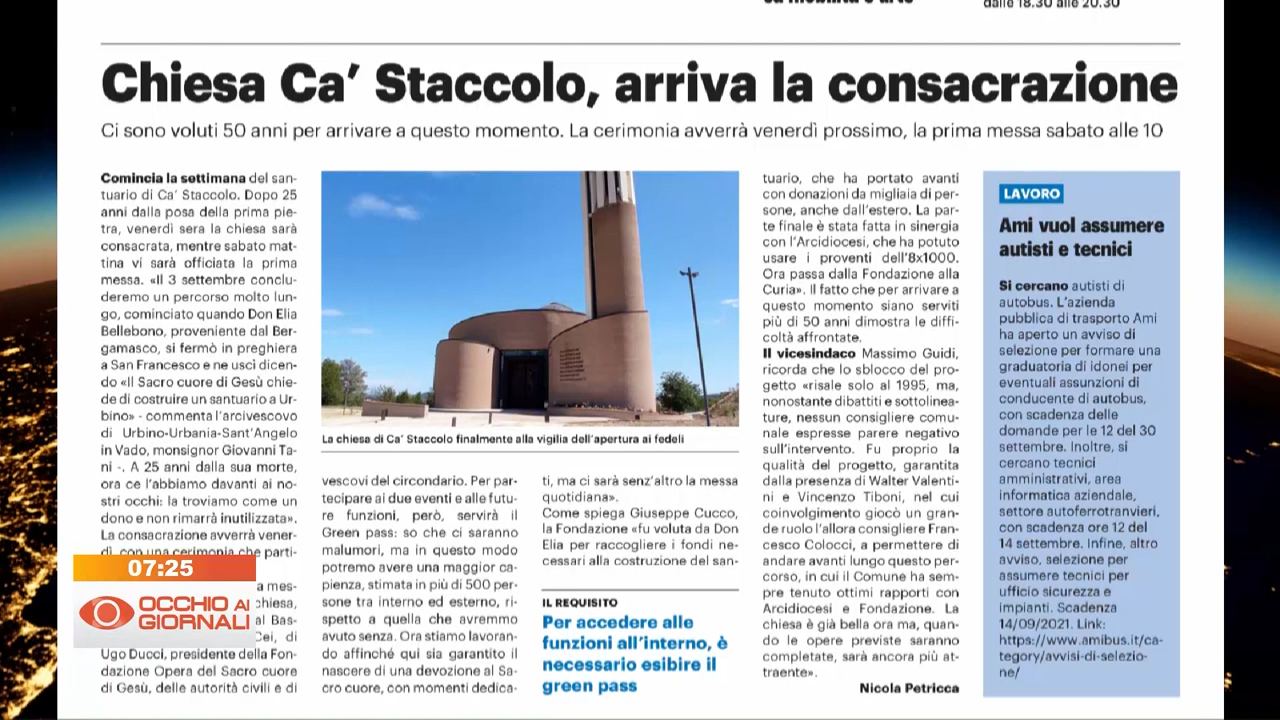 dalle 18.30 alle 20.30
Chiesa Ca' Staccolo, arriva la consacrazione
Ci sono voluti 50 anni per arrivare a questo momento. La cerimonia avverrà venerdì prossimo, la prima messa sabato alle 10
Comincia la settimana del san-
tuario di Ca' Staccolo. Dopo 25
anni dalla posa della prima pie-
tra, venerdì sera la chiesa sarà
consacrata, mentre sabato mat-
tina vi sarà officiata la prima
messa. «Il 3 settembre conclu-
deremo un percorso molto lun-
go, cominciato quando Don Elia
Bellebono, proveniente dal Ber-
gamasco, si fermò in preghiera
a San Francesco e ne uscì dicen-
do «Il Sacro cuore di Gesù chie-
de di costruire un santuario a Ur-
bino» - commenta l'arcivescovo
di Urbino-Urbania-Sant'Angelo
in Vado, monsignor Giovanni Ta-
ni -. A 25 anni dalla sua morte,
ora ce l'abbiamo davanti ai no-
stri occhi: la troviamo come un
dono e non rimarrà inutilizzata».
La consacrazione avverrà vener-
dì, con una cerimonia che parti-
a mes-
chiesa,
al Bas-
Cei, di
Ugo Ducci, presidente della Fon-
dazione Opera del Sacro cuore
di Gesù, delle autorità civili e di
La chiesa di Ca' Staccolo finalmente alla vigilia dell'apertura ai fedeli
vescovi del circondario. Per par-
tecipare ai due eventi e alle futu-
re funzioni, però, servirà il
Green pass: so che ci saranno
malumori, ma in questo modo
potremo avere una maggior ca-
pienza, stimata in più di 500 per-
sone tra interno ed esterno, ri-
spetto a quella che avremmo
avuto senza. Ora stiamo lavoran-
do affinché qui sia garantito il
nascere di una devozione al Sa-
cro cuore, con momenti dedica-
ti, ma ci sarà senz'altro la messa
quotidiana».
Come spiega Giuseppe Cucco,
la Fondazione «fu voluta da Don
Elia per raccogliere i fondi ne-
cessari alla costruzione del san-
IL REQUISITO
Per accedere alle
funzioni all'interno, è
necessario esibire il
green pass
tuario, che ha portato avanti
con donazioni da migliaia di per-
sone, anche dall'estero. La par-
te finale è stata fatta in sinergia
con l'Arcidiocesi, che ha potuto
usare i proventi dell'8x1000.
Ora passa dalla Fondazione alla
Curia». Il fatto che per arrivare a
questo momento siano serviti
più di 50 anni dimostra le diffi-
coltà affrontate.
Il vicesindaco Massimo Guidi,
ricorda che lo sblocco del pro-
getto «risale solo al 1995, ma,
nonostante dibattiti e sottolinea-
ture, nessun consigliere comu-
nale espresse parere negativo
sull'intervento. Fu proprio la
qualità del progetto, garantita
dalla presenza di Walter Valenti-
ni e Vincenzo Tiboni, nel cui
coinvolgimento giocò un gran-
de ruolo l'allora consigliere Fran-
cesco Colocci, a permettere di
andare avanti lungo questo per-
corso, in cui il Comune ha sem-
pre tenuto ottimi rapporti con
Arcidiocesi e Fondazione. La
chiesa è già bella ora ma, quan-
do le opere previste saranno
completate, sarà ancora più at-
traente».
Nicola Petricca
LAVORO
Ami vuol assumere
autisti e tecnici
Si cercano autisti di
autobus. L'azienda
pubblica di trasporto Ami
ha aperto un avviso di
selezione per formare una
graduatoria di idonei per
eventuali assunzioni di
conducente di autobus,
con scadenza delle
domande per le 12 del 30
settembre. Inoltre, si
cercano tecnici
amministrativi, area
informatica aziendale,
settore autoferrotranvieri,
con scadenza ore 12 del
14 settembre. Infine, altro
avviso, selezione per
assumere tecnici per
ufficio sicurezza e
impianti. Scadenza
14/09/2021. Link:
https://www.amibus.it/ca-
tegory/avvisi-di-selezio-
ne/
07:25
OCCHIO AI
GIORNALI